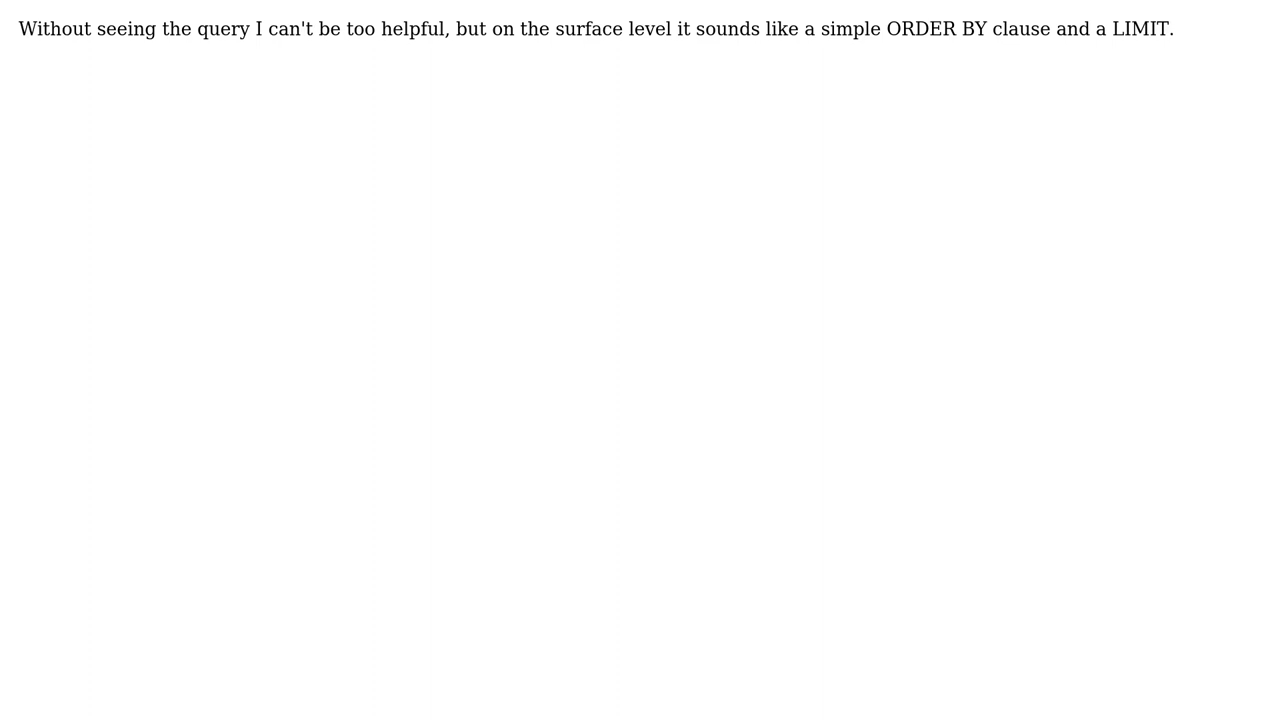 Without seeing the query I can't be too helpful, but on the surface level it sounds like a simple ORDER BY clause and a LIMIT.